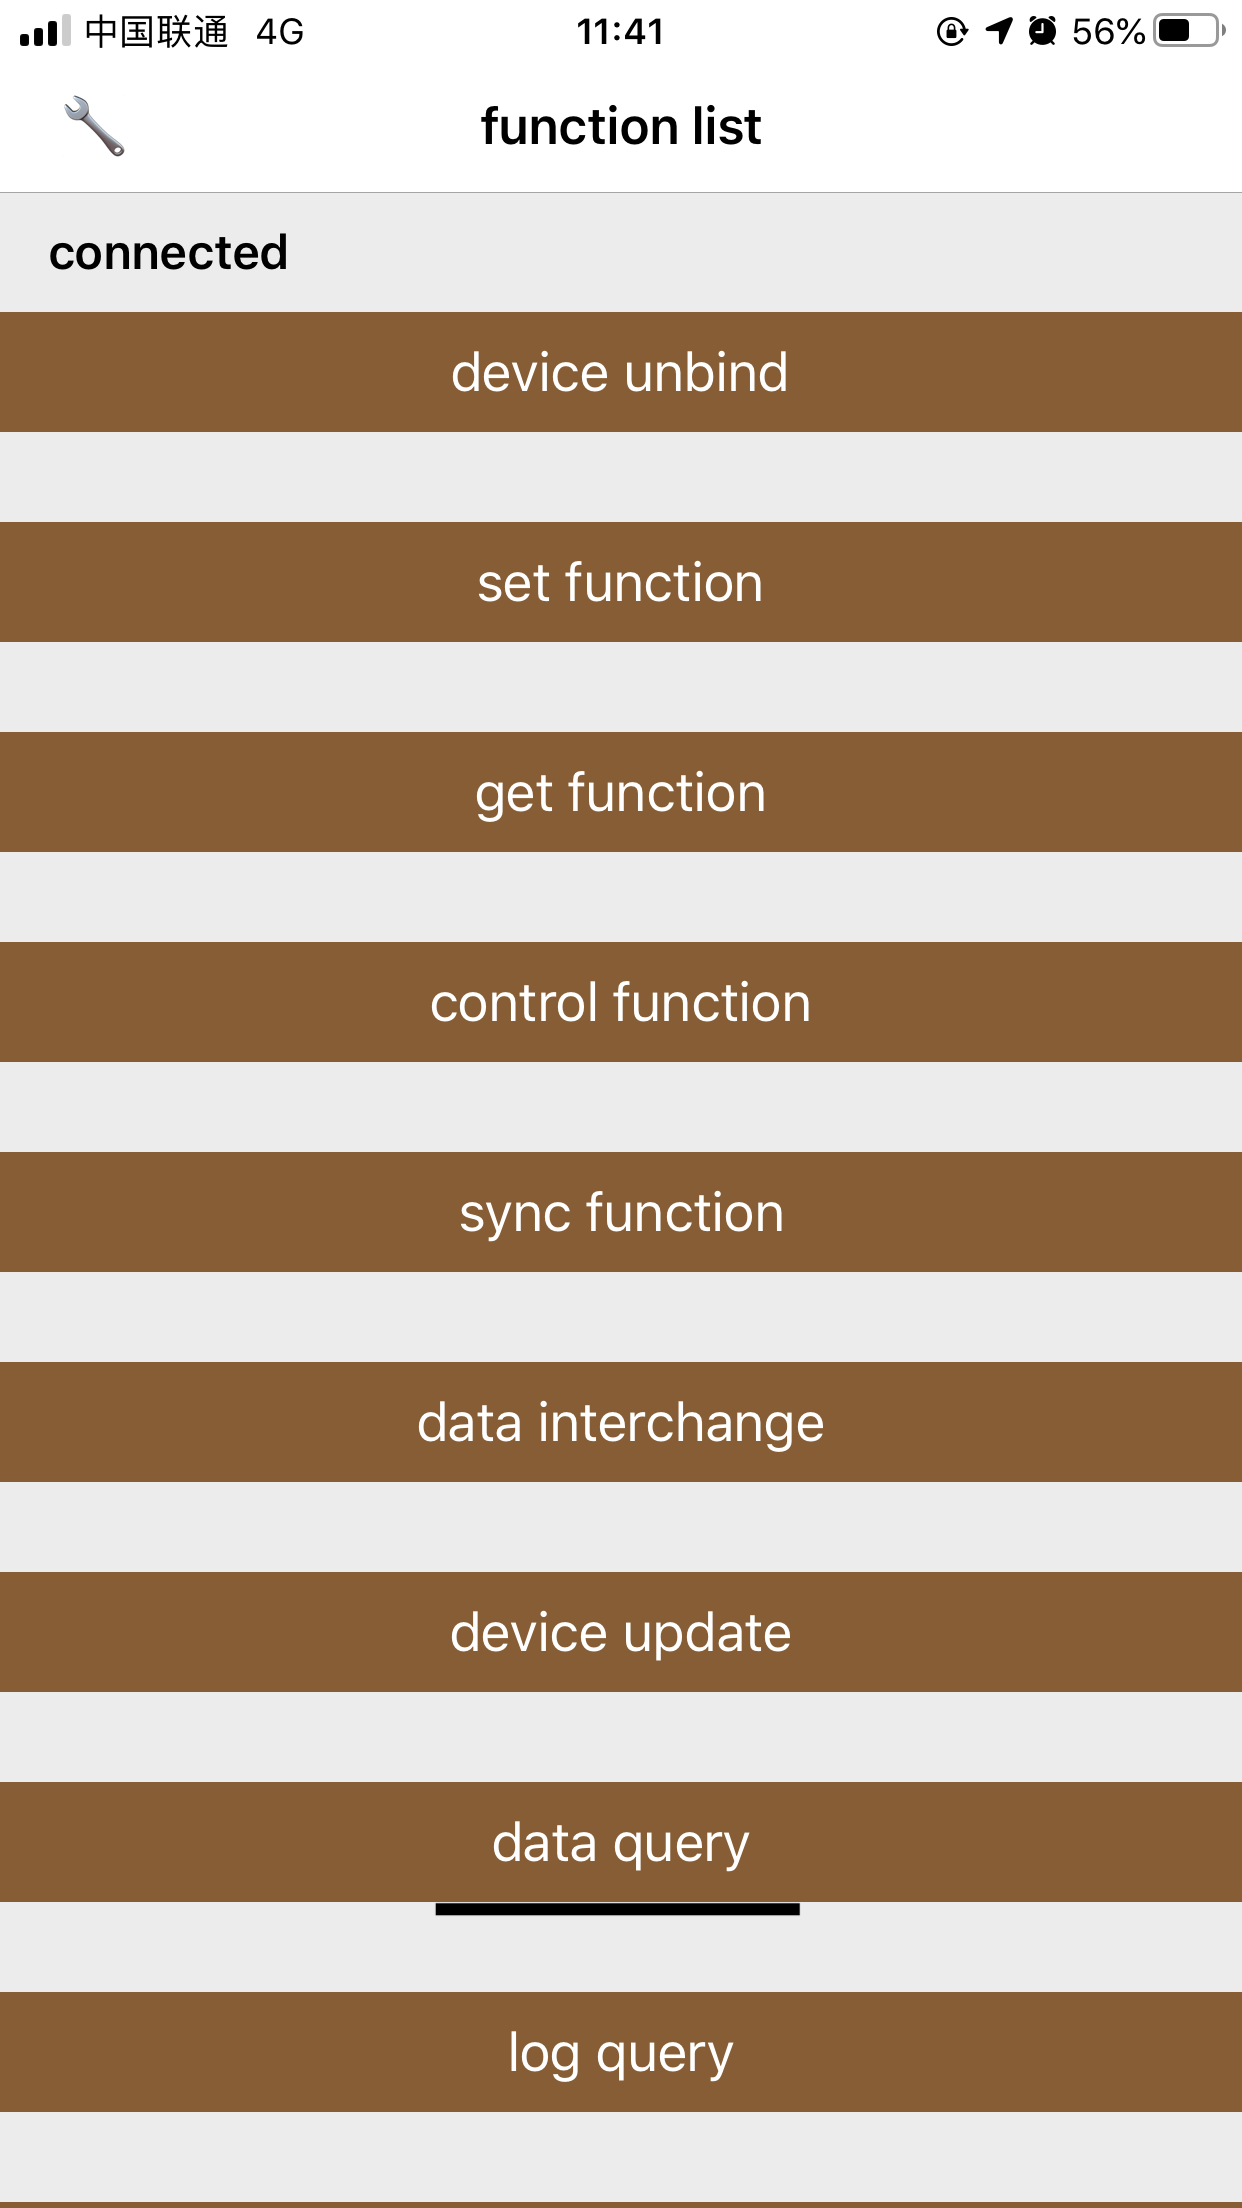 中国联通 4G 11:41 56%
function list
connected
device unbind
set function
get function
control function
sync function
data interchange
device update
data query
log query